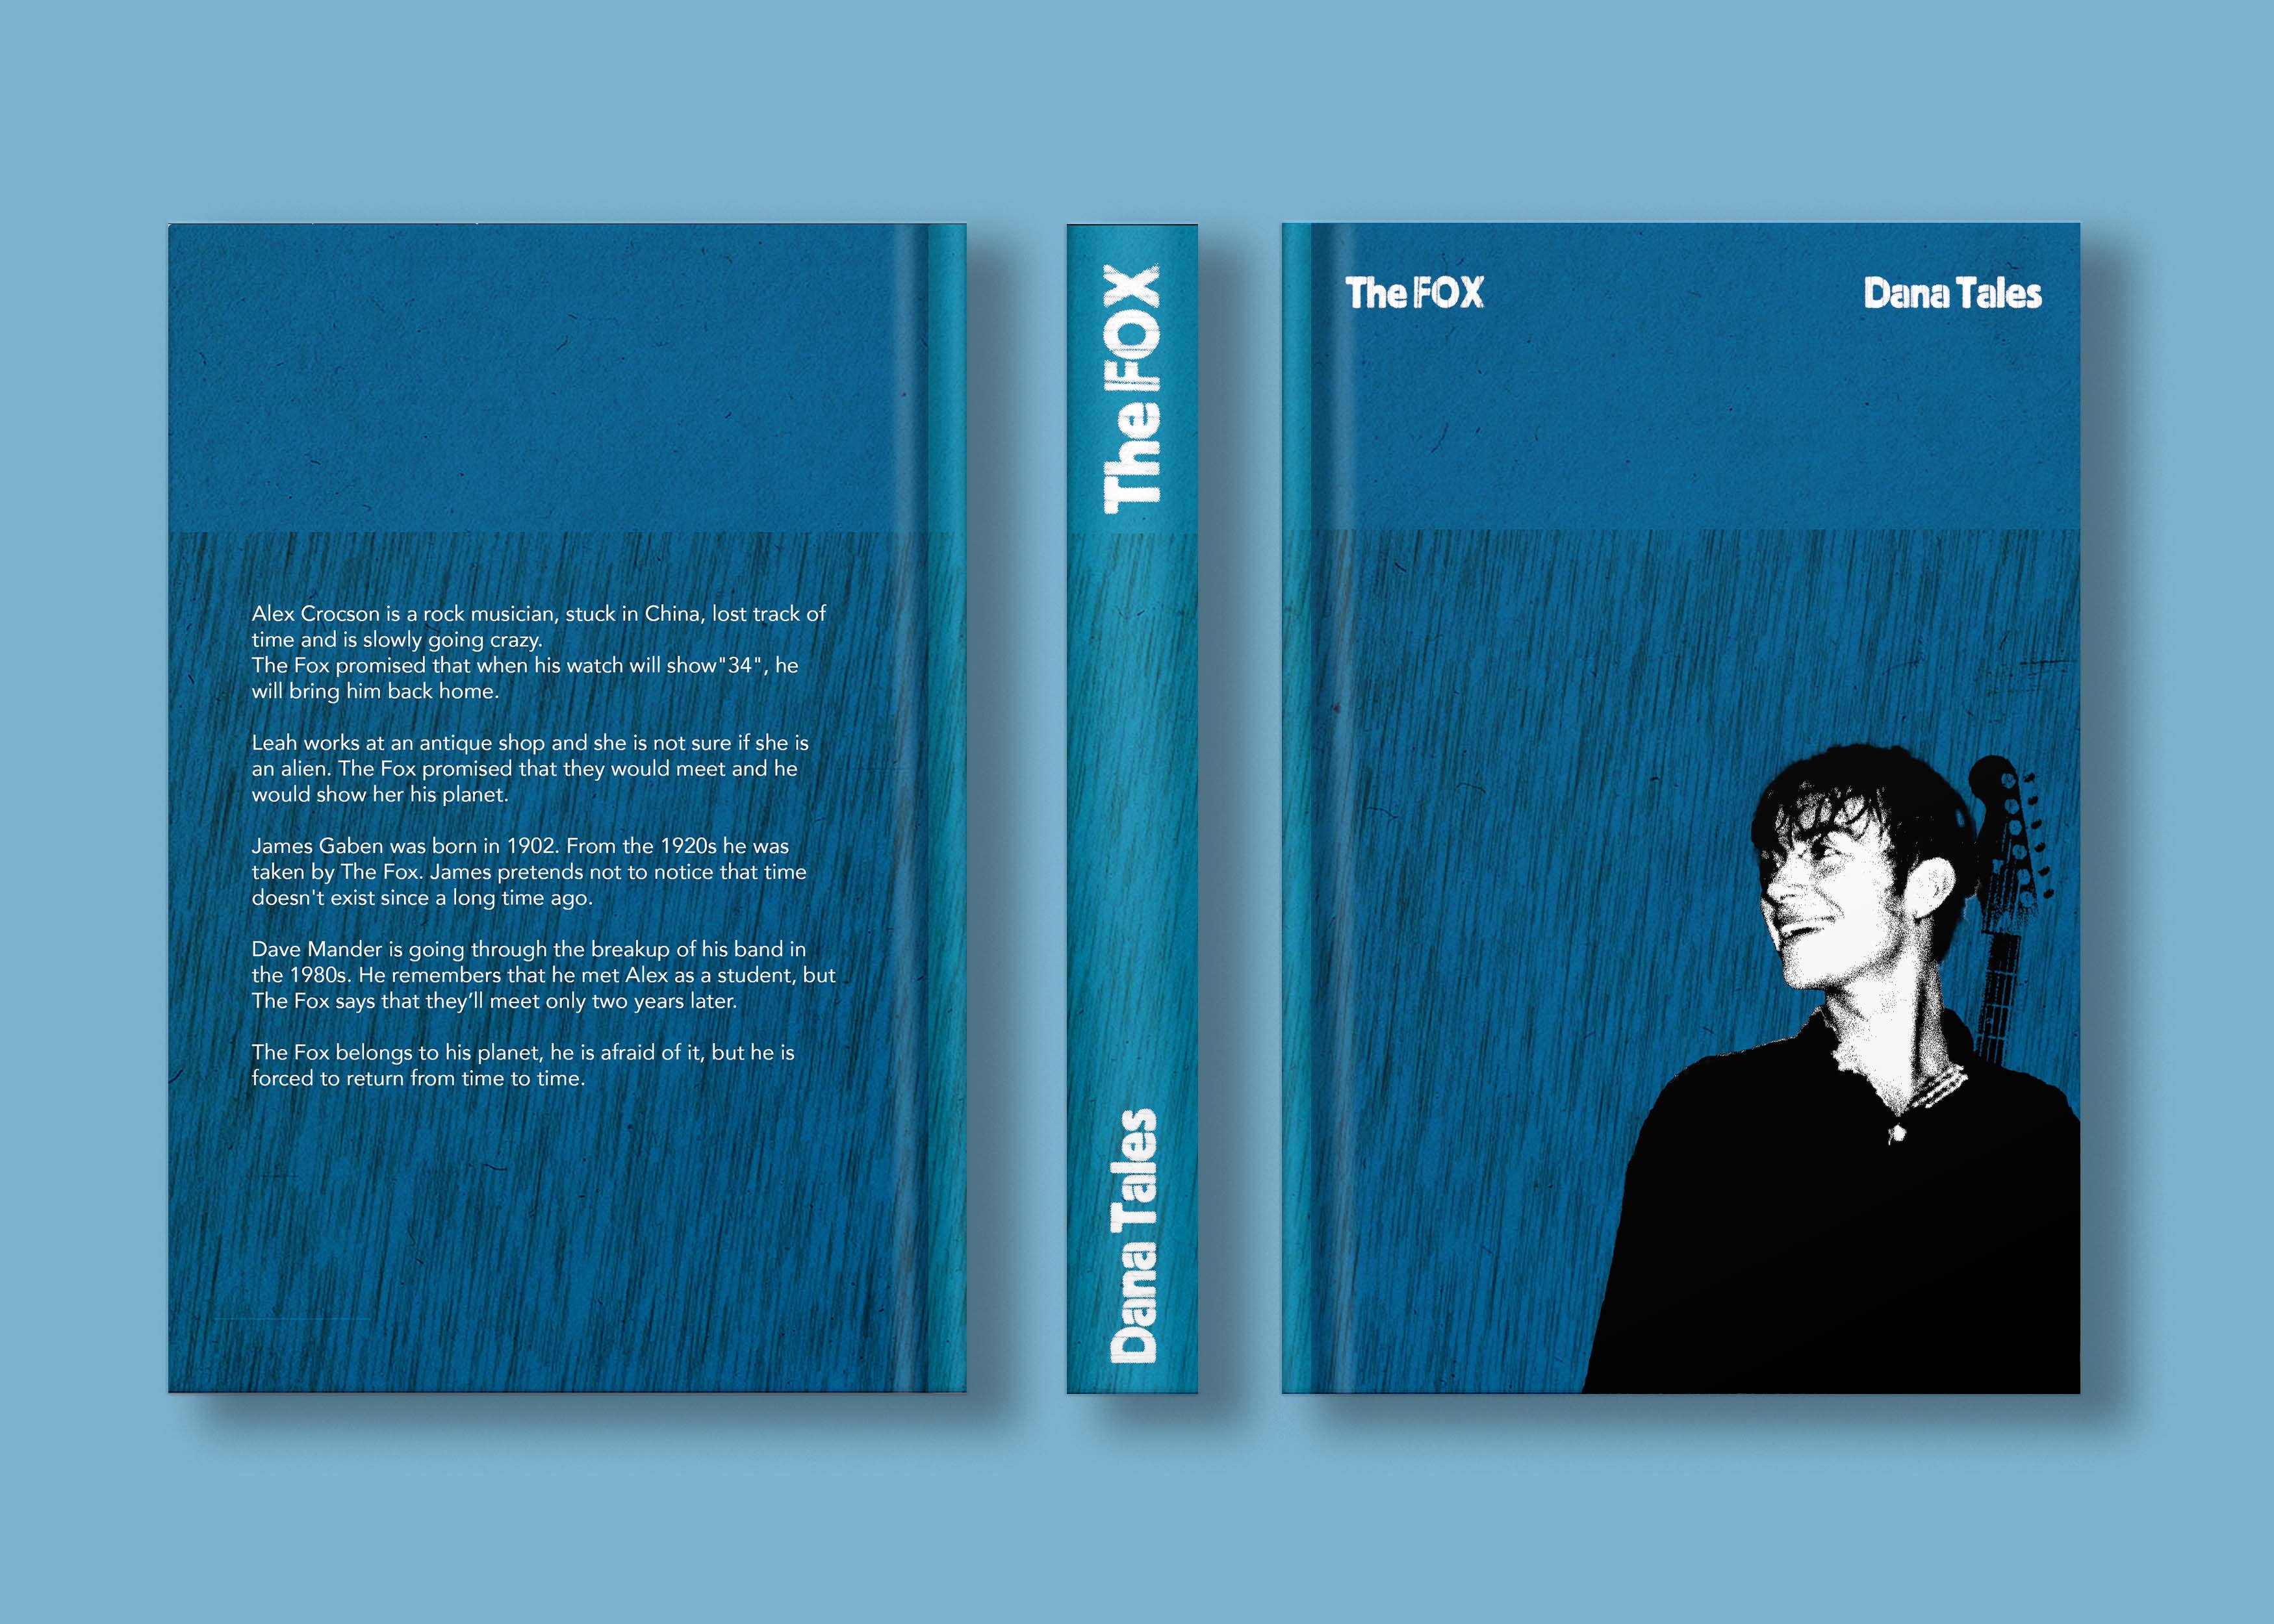 Alex Crocson is a rock musician, stuck in China, lost track of
time and is slowly going crazy.
The Fox promised that when his watch will show"34", he
will bring him back home.
Leah works at an antique shop and she is not sure if she is
an alien. The Fox promised that they would meet and he
would show her his planet.
James Gaben was born in 1902. From the 1920s he was
taken by The Fox. James pretends not to notice that time
doesn't exist since a long time ago.
Dave Mander is going through the breakup of his band in
the 1980s. He remembers that he met Alex as a student, but
The Fox says that they’ll meet only two years later.
The Fox belongs to his planet, he is afraid of it, but he is
forced to return from time to time.
The FOX
Dana Tales
The FOX
Dana Tales